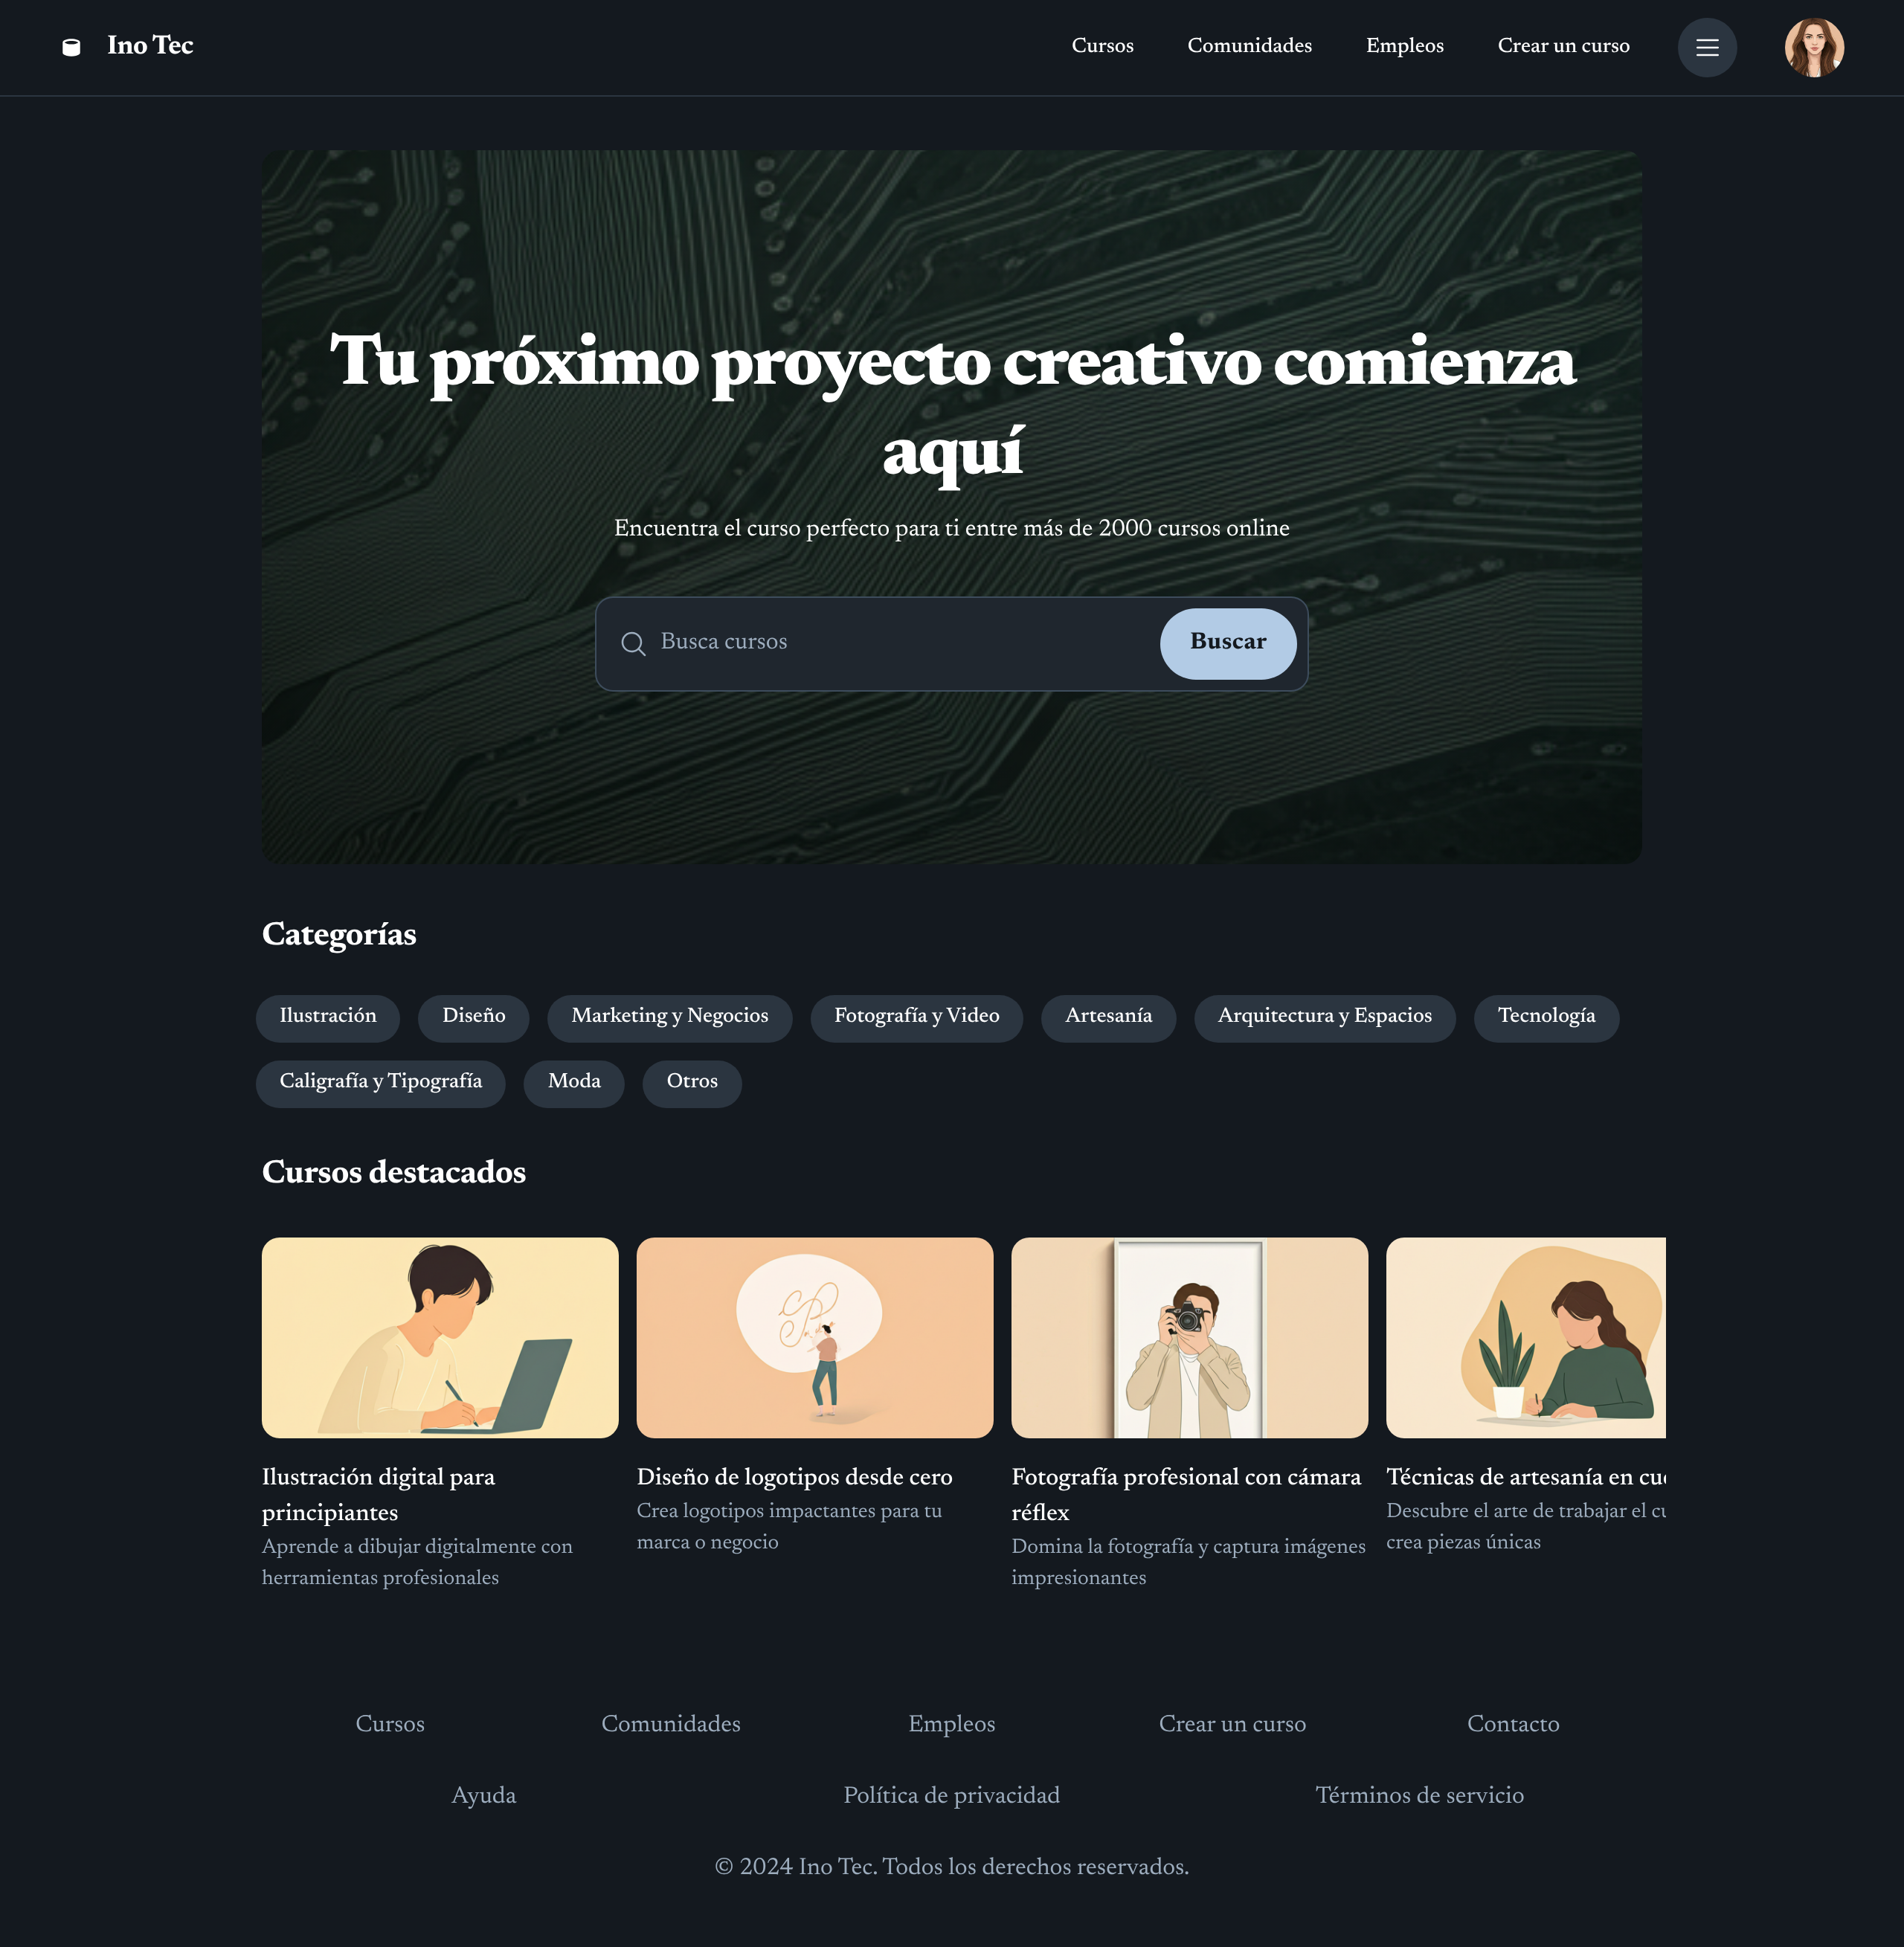 Ino Tec
Cursos
Comunidades
Empleos
Crear un curso
Tu próximo proyecto creativo comienza
aquí
Encuentra el curso perfecto para ti entre más de 2000 cursos online
Busca cursos
Buscar
Categorías
Ilustración
Diseño
Marketing y Negocios
Fotografía y Video
Artesanía
Arquitectura y Espacios
Tecnología
Caligrafía y Tipografía
Moda
Otros
Cursos destacados
Ilustración digital para
principiantes
Aprende a dibujar digitalmente con
herramientas profesionales
Diseño de logotipos desde cero
Crea logotipos impactantes para tu
marca o negocio
Fotografía profesional con cámara
réflex
Domina la fotografía y captura imágenes
impresionantes
Técnicas de artesanía en
Descubre el arte de trabajar el
crea piezas únicas
Cursos
Comunidades
Empleos
Crear un curso
Contacto
Ayuda
Política de privacidad
Términos de servicio
© 2024 Ino Tec. Todos los derechos reservados.